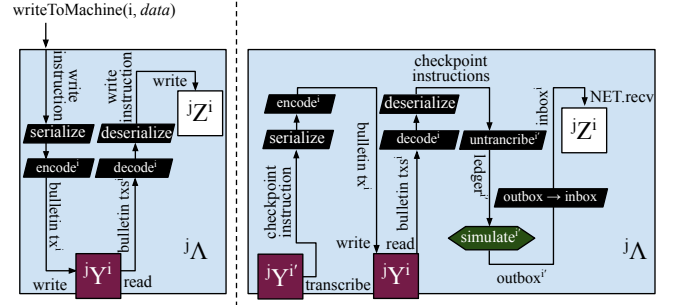 writeToMachine(i, data)
write instruction
serialize
encodeⁱ
bulletin txⁱ
write
ʲYⁱ
read
bulletin txsⁱ
decodeⁱ
deserialize
write instruction
write
ʲZⁱ
ʲΛ
ʲYⁱ′
transcribe
checkpoint instruction
serialize
encodeⁱ
bulletin txⁱ
write
ʲYⁱ
read
bulletin txsⁱ
decodeⁱ
deserialize
checkpoint
instructions
untrancribeⁱ′
ledgerⁱ′
simulateⁱ′
outboxⁱ′
outbox → inbox
inboxⁱ
NET.recv
ʲZⁱ
ʲΛ